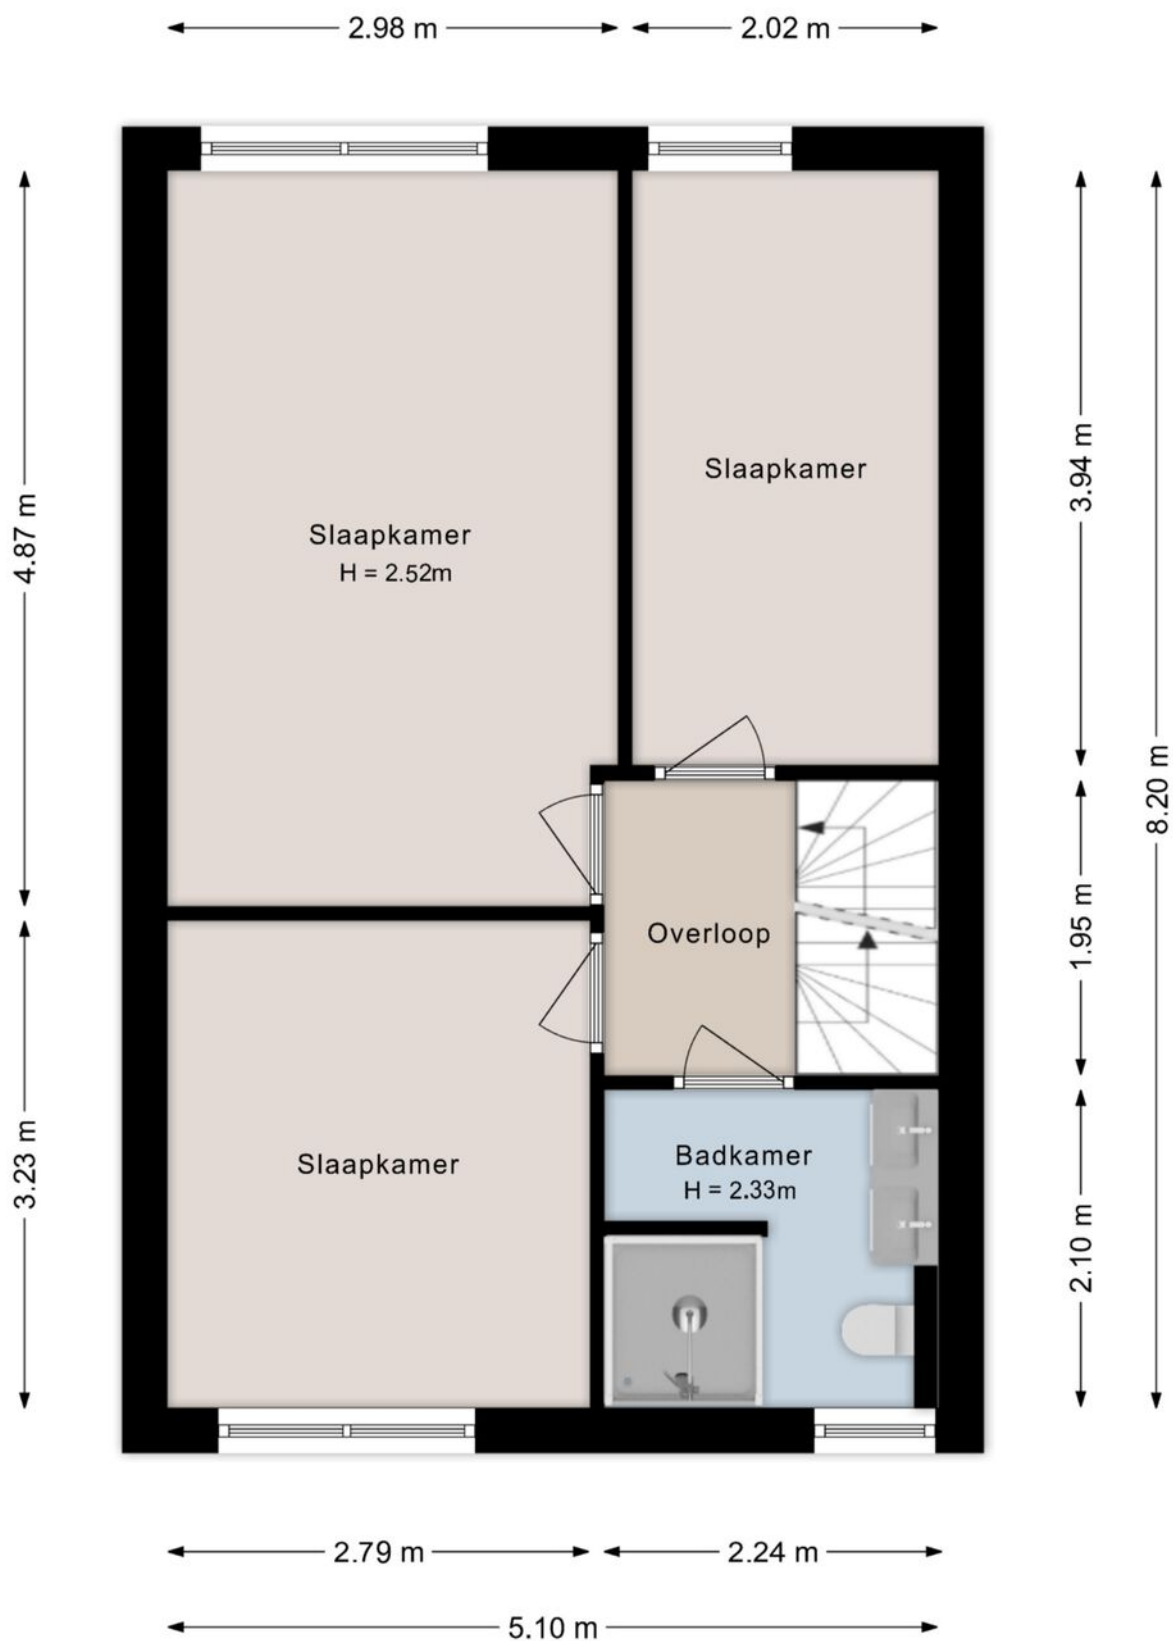 2.98 m
2.02 m
Slaapkamer
3.94 m
4.87 m
Slaapkamer
H = 2.52m
8.20 m
Overloop
1.95 m
Slaapkamer
3.23 m
Badkamer
H = 2.33m
2.10 m
2.79 m
2.24 m
5.10 m